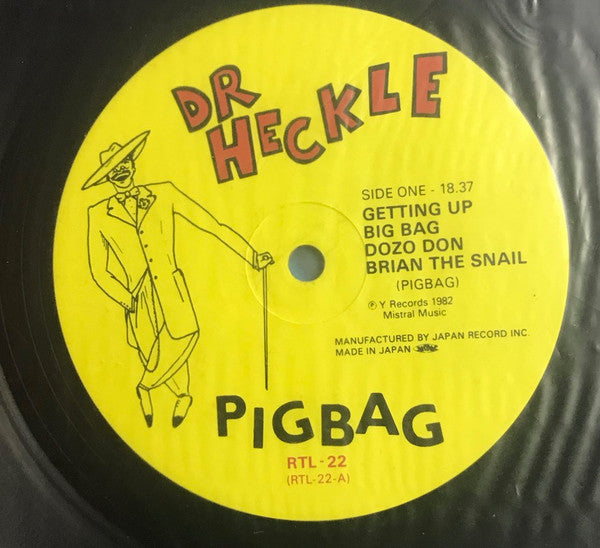 DR
HECKLE
SIDE ONE - 18.37
GETTING UP
BIG BAG
DOZO DON
BRIAN THE SNAIL
(PIGBAG)
℗ Y Records 1982
Mistral Music
MANUFACTURED BY JAPAN RECORD INC.
MADE IN JAPAN
PIGBAG
RTL-22
(RTL-22-A)